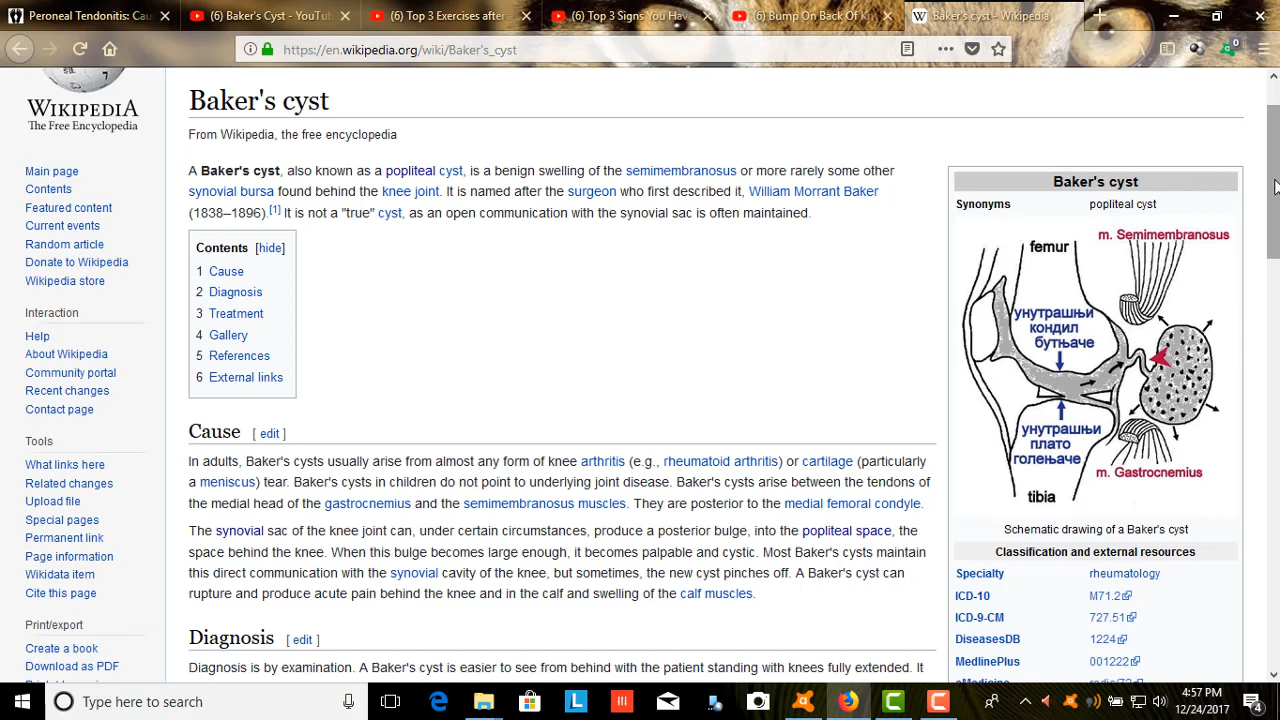 Peroneal Tendonitis: Cau
(6) Baker's Cyst - YouTub
(6) Top 3 Exercises after
(6) Top 3 Signs You Have
(6) Bump On Back Of K
Baker's cyst - Wikipedia
https://en.wikipedia.org/wiki/Baker's_cyst
0
WIKIPEDIA
The Free Encyclopedia
Main page
Contents
Featured content
Current events
Random article
Donate to Wikipedia
Wikipedia store
Interaction
Help
About Wikipedia
Community portal
Recent changes
Contact page
Tools
What links here
Related changes
Upload file
Special pages
Permanent link
Page information
Wikidata item
Cite this page
Print/export
Create a book
Download as PDF
Baker's cyst
From Wikipedia, the free encyclopedia
A Baker's cyst, also known as a popliteal cyst, is a benign swelling of the semimembranosus or more rarely some other
synovial bursa found behind the knee joint. It is named after the surgeon who first described it, William Morrant Baker
(1838–1896).[1] It is not a "true" cyst, as an open communication with the synovial sac is often maintained.
Contents [hide]
1 Cause
2 Diagnosis
3 Treatment
4 Gallery
5 References
6 External links
Cause [ edit ]
In adults, Baker's cysts usually arise from almost any form of knee arthritis (e.g., rheumatoid arthritis) or cartilage (particularly
a meniscus) tear. Baker's cysts in children do not point to underlying joint disease. Baker's cysts arise between the tendons of
the medial head of the gastrocnemius and the semimembranosus muscles. They are posterior to the medial femoral condyle.
The synovial sac of the knee joint can, under certain circumstances, produce a posterior bulge, into the popliteal space, the
space behind the knee. When this bulge becomes large enough, it becomes palpable and cystic. Most Baker's cysts maintain
this direct communication with the synovial cavity of the knee, but sometimes, the new cyst pinches off. A Baker's cyst can
rupture and produce acute pain behind the knee and in the calf and swelling of the calf muscles.
Diagnosis [ edit ]
Diagnosis is by examination. A Baker's cyst is easier to see from behind with the patient standing with knees fully extended. It
Baker's cyst
Synonyms popliteal cyst
m. Semimembranosus
femur
унутрашњи
кондил
бутњаче
унутрашњи
плато
голењаче
m. Gastrocnemius
tibia
Schematic drawing of a Baker's cyst
Classification and external resources
Specialty rheumatology
ICD-10 M71.2
ICD-9-CM 727.51
DiseasesDB 1224
MedlinePlus 001222
Type here to search
4:57 PM
12/24/2017
4